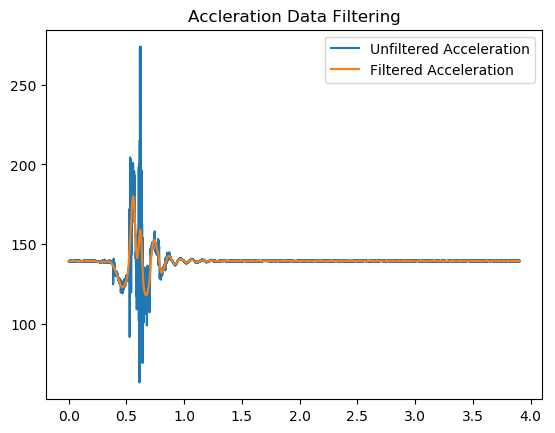 Accleration Data Filtering
Unfiltered Acceleration
Filtered Acceleration
250
200
150
100
0.0 0.5 1.0 1.5 2.0 2.5 3.0 3.5 4.0